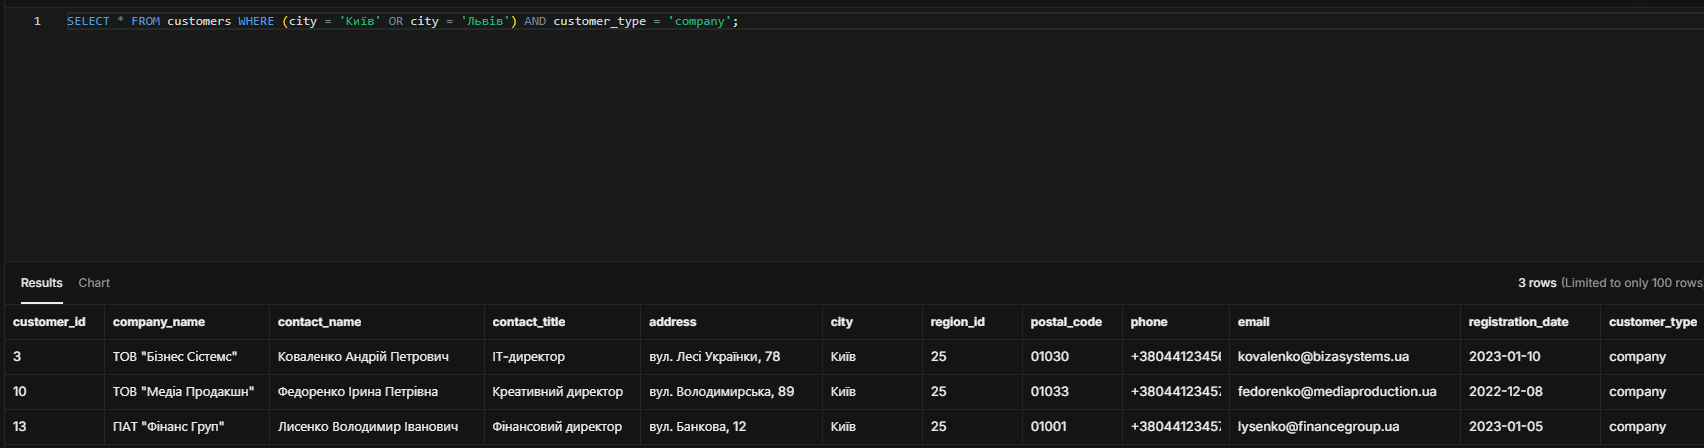 1 SELECT * FROM customers WHERE (city = 'Київ' OR city = 'Львів') AND customer_type = 'company';
Results Chart 3 rows (Limited to only 100 rows
customer_id company_name contact_name contact_title address city region_id postal_code phone email registration_date customer_type
3 ТОВ "Бізнес Сістемс" Коваленко Андрій Петрович ІТ-директор вул. Лесі Українки, 78 Київ 25 01030 +38044123456 kovalenko@bizasystems.ua 2023-01-10 company
10 ТОВ "Медіа Продакшн" Федоренко Ірина Петрівна Креативний директор вул. Володимирська, 89 Київ 25 01033 +38044123457 fedorenko@mediaproduction.ua 2022-12-08 company
13 ПАТ "Фінанс Груп" Лисенко Володимир Іванович Фінансовий директор вул. Банкова, 12 Київ 25 01001 +38044123457 lysenko@financegroup.ua 2023-01-05 company